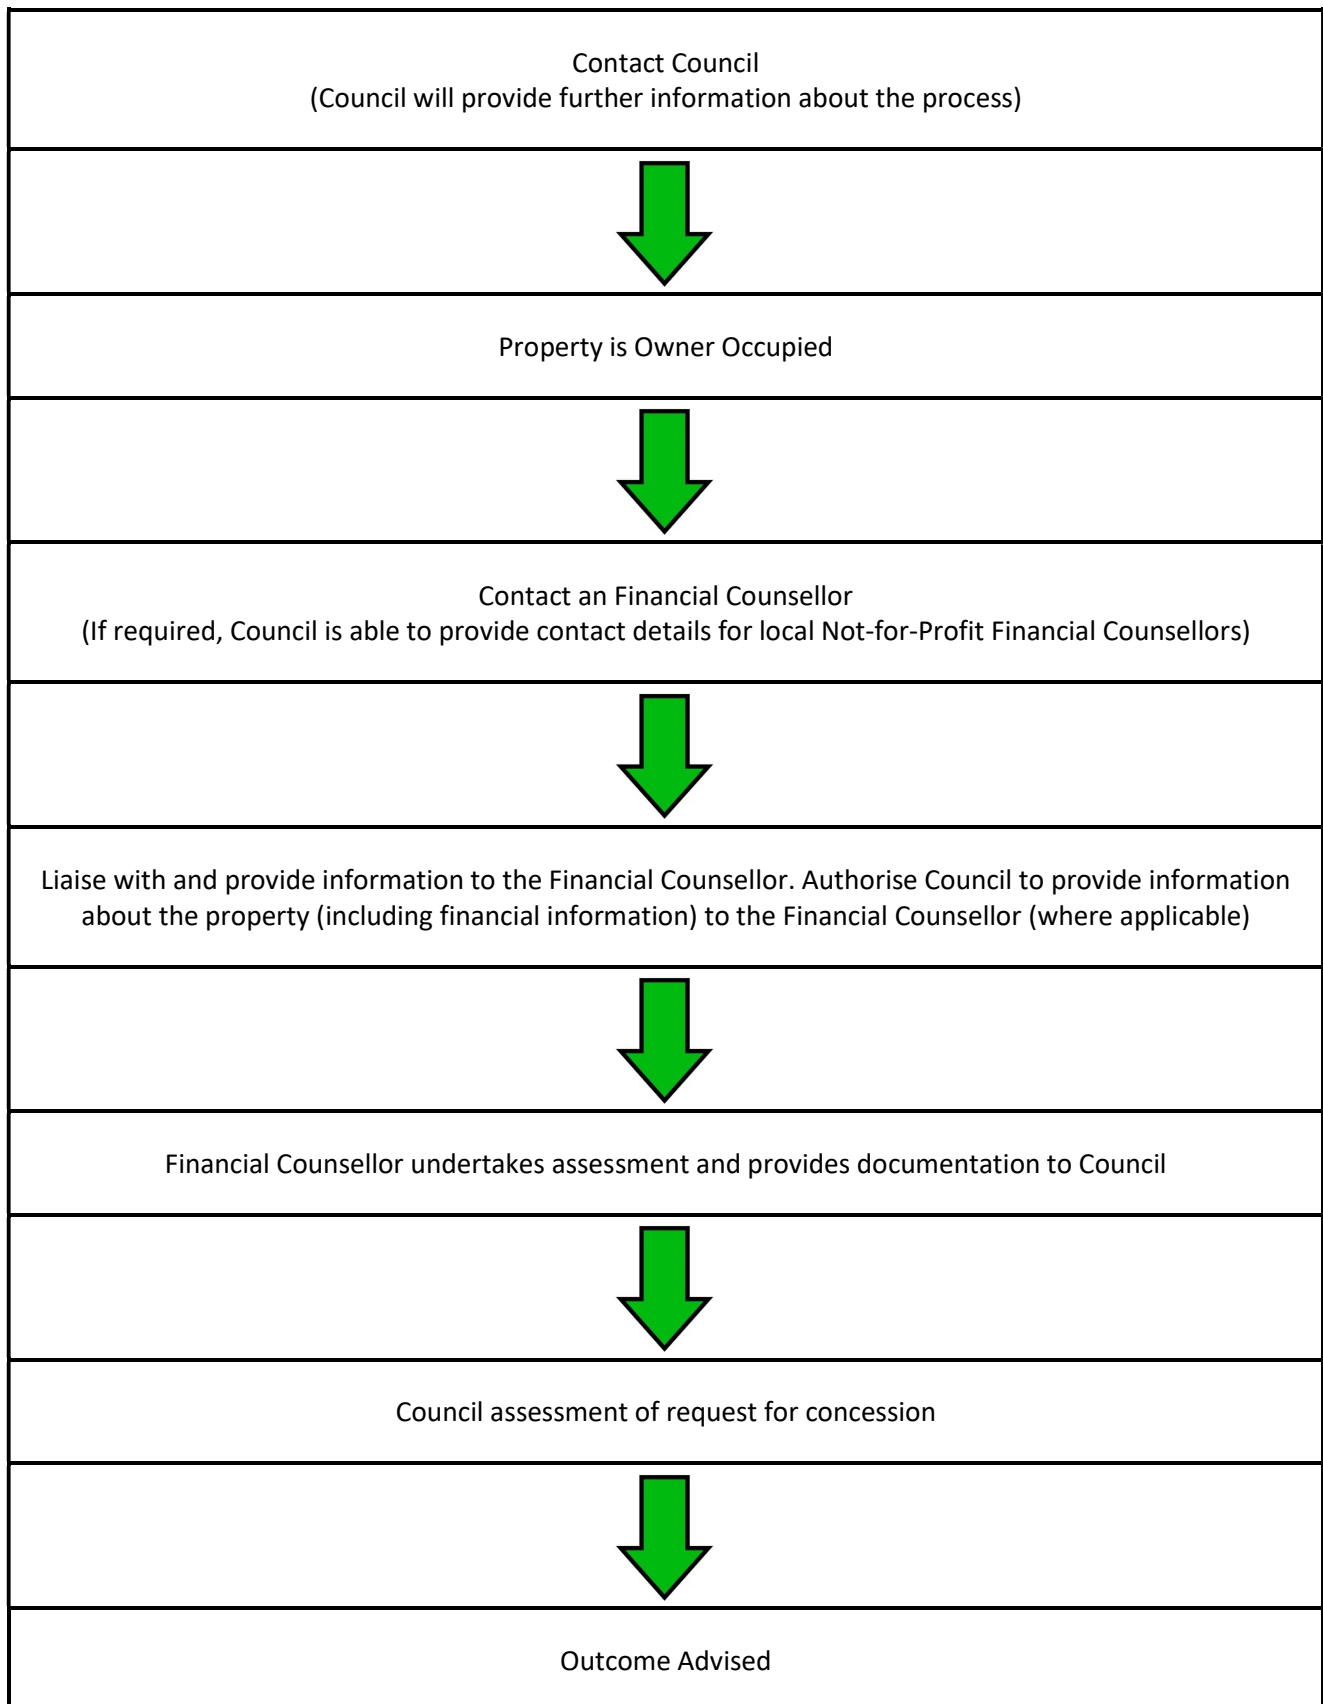 Contact Council
(Council will provide further information about the process)
Property is Owner Occupied
Contact an Financial Counsellor
(If required, Council is able to provide contact details for local Not-for-Profit Financial Counsellors)
Liaise with and provide information to the Financial Counsellor. Authorise Council to provide information
about the property (including financial information) to the Financial Counsellor (where applicable)
Financial Counsellor undertakes assessment and provides documentation to Council
Council assessment of request for concession
Outcome Advised